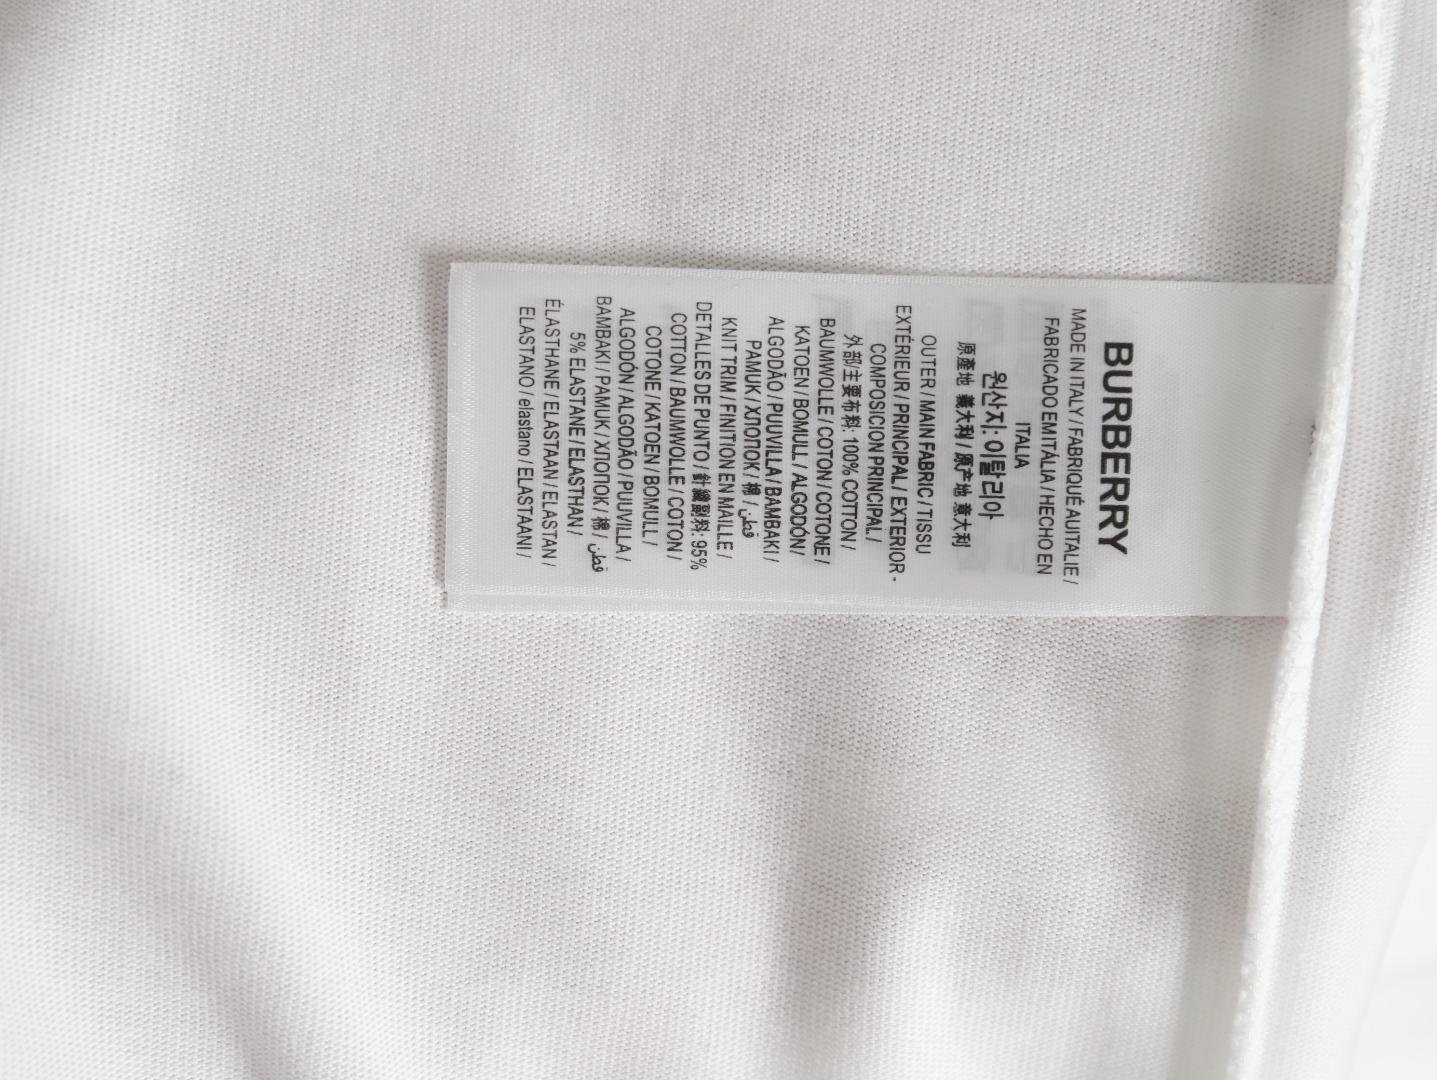 BURBERRY
MADE IN ITALY / FABRIQUÉ AU ITALIE /
FABRICADO EM ITÁLIA / HECHO EN
ITALIA
원산지: 이탈리아
原產地 義大利 / 原产地 意大利
OUTER / MAIN FABRIC / TISSU
EXTÉRIEUR / PRINCIPAL / EXTERIOR -
COMPOSICION PRINCIPAL /
外部/主要布料: 100% COTTON /
BAUMWOLLE / COTON / COTONE /
KATOEN / BOMULL / ALGODÓN /
ALGODÃO / PUUVILLA / BAMBAKI /
PAMUK / ХЛОПОК / 棉 / قطن
KNIT TRIM / FINITION EN MAILLE /
DETALLES DE PUNTO / 針織副料: 95%
COTTON / BAUMWOLLE / COTON /
COTONE / KATOEN / BOMULL /
ALGODÓN / ALGODÃO / PUUVILLA /
BAMBAKI / PAMUK / ХЛОПОК / 棉 / قطن
5% ELASTANE / ELASTHAN /
ÉLASTHANE / ELASTAAN / ELASTAN /
ELASTANO / elastano / ELASTAANI /